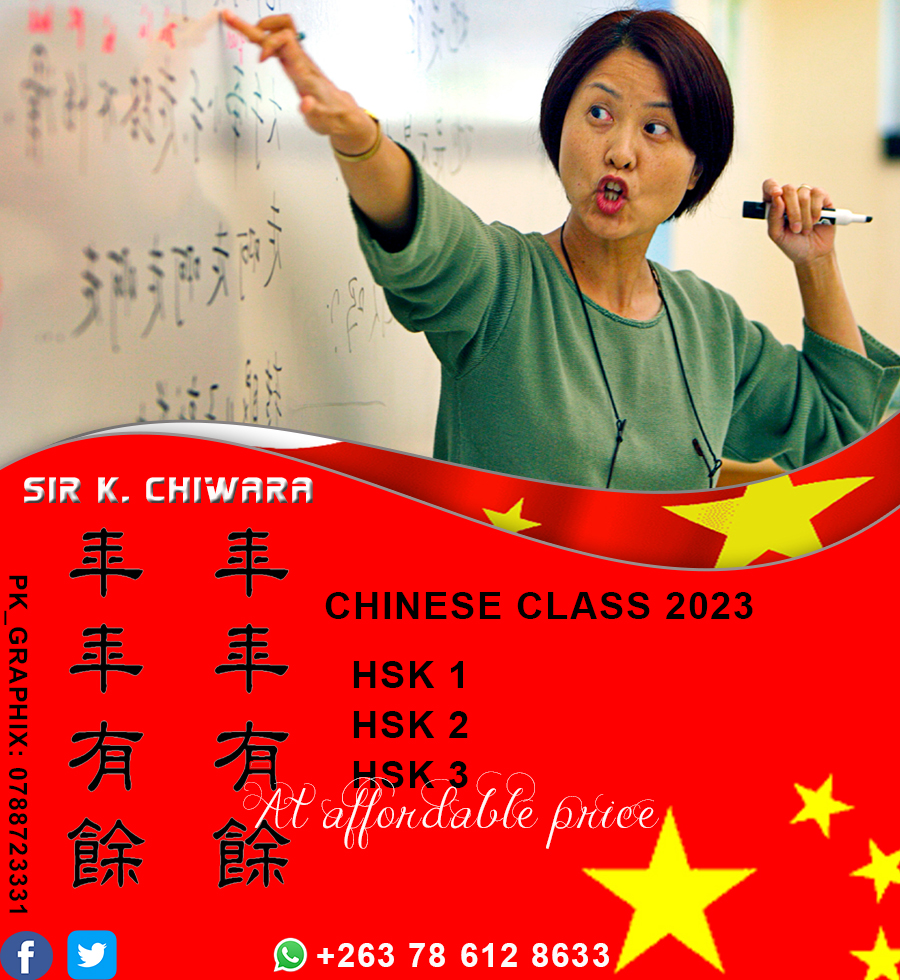 SIR K. CHIWARA
年年有餘
年年有餘
PK_GRAPHIX: 0788723331
CHINESE CLASS 2023
HSK 1
HSK 2
HSK 3
At affordable price
+263 78 612 8633